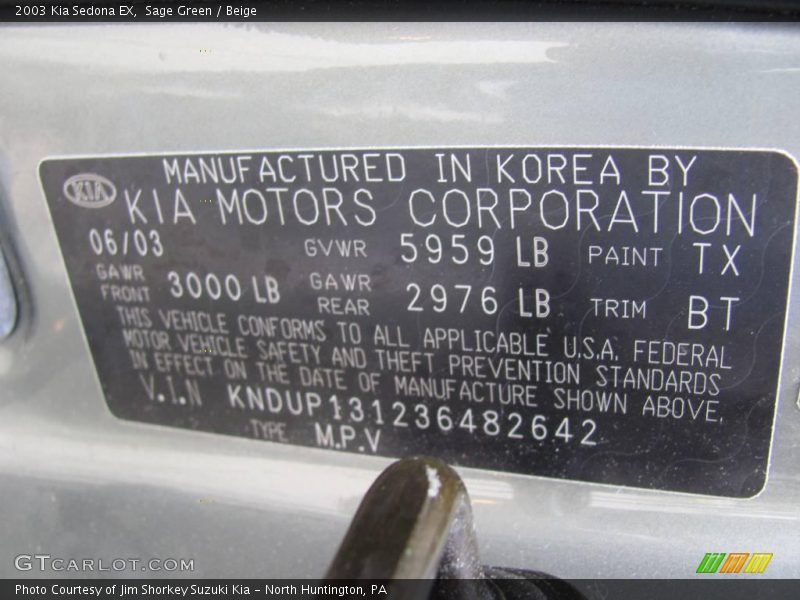 2003 Kia Sedona EX, Sage Green / Beige
MANUFACTURED IN KOREA BY
KIA KIA MOTORS CORPORATION
06/03 GVWR 5959 LB PAINT TX
GAWR FRONT 3000 LB GAWR REAR 2976 LB TRIM BT
THIS VEHICLE CONFORMS TO ALL APPLICABLE U.S.A. FEDERAL
MOTOR VEHICLE SAFETY AND THEFT PREVENTION STANDARDS
IN EFFECT ON THE DATE OF MANUFACTURE SHOWN ABOVE.
V.I.N KNDUP131236482642
TYPE M.P.V
GTCARLOT.COM
Photo Courtesy of Jim Shorkey Suzuki Kia - North Huntington, PA